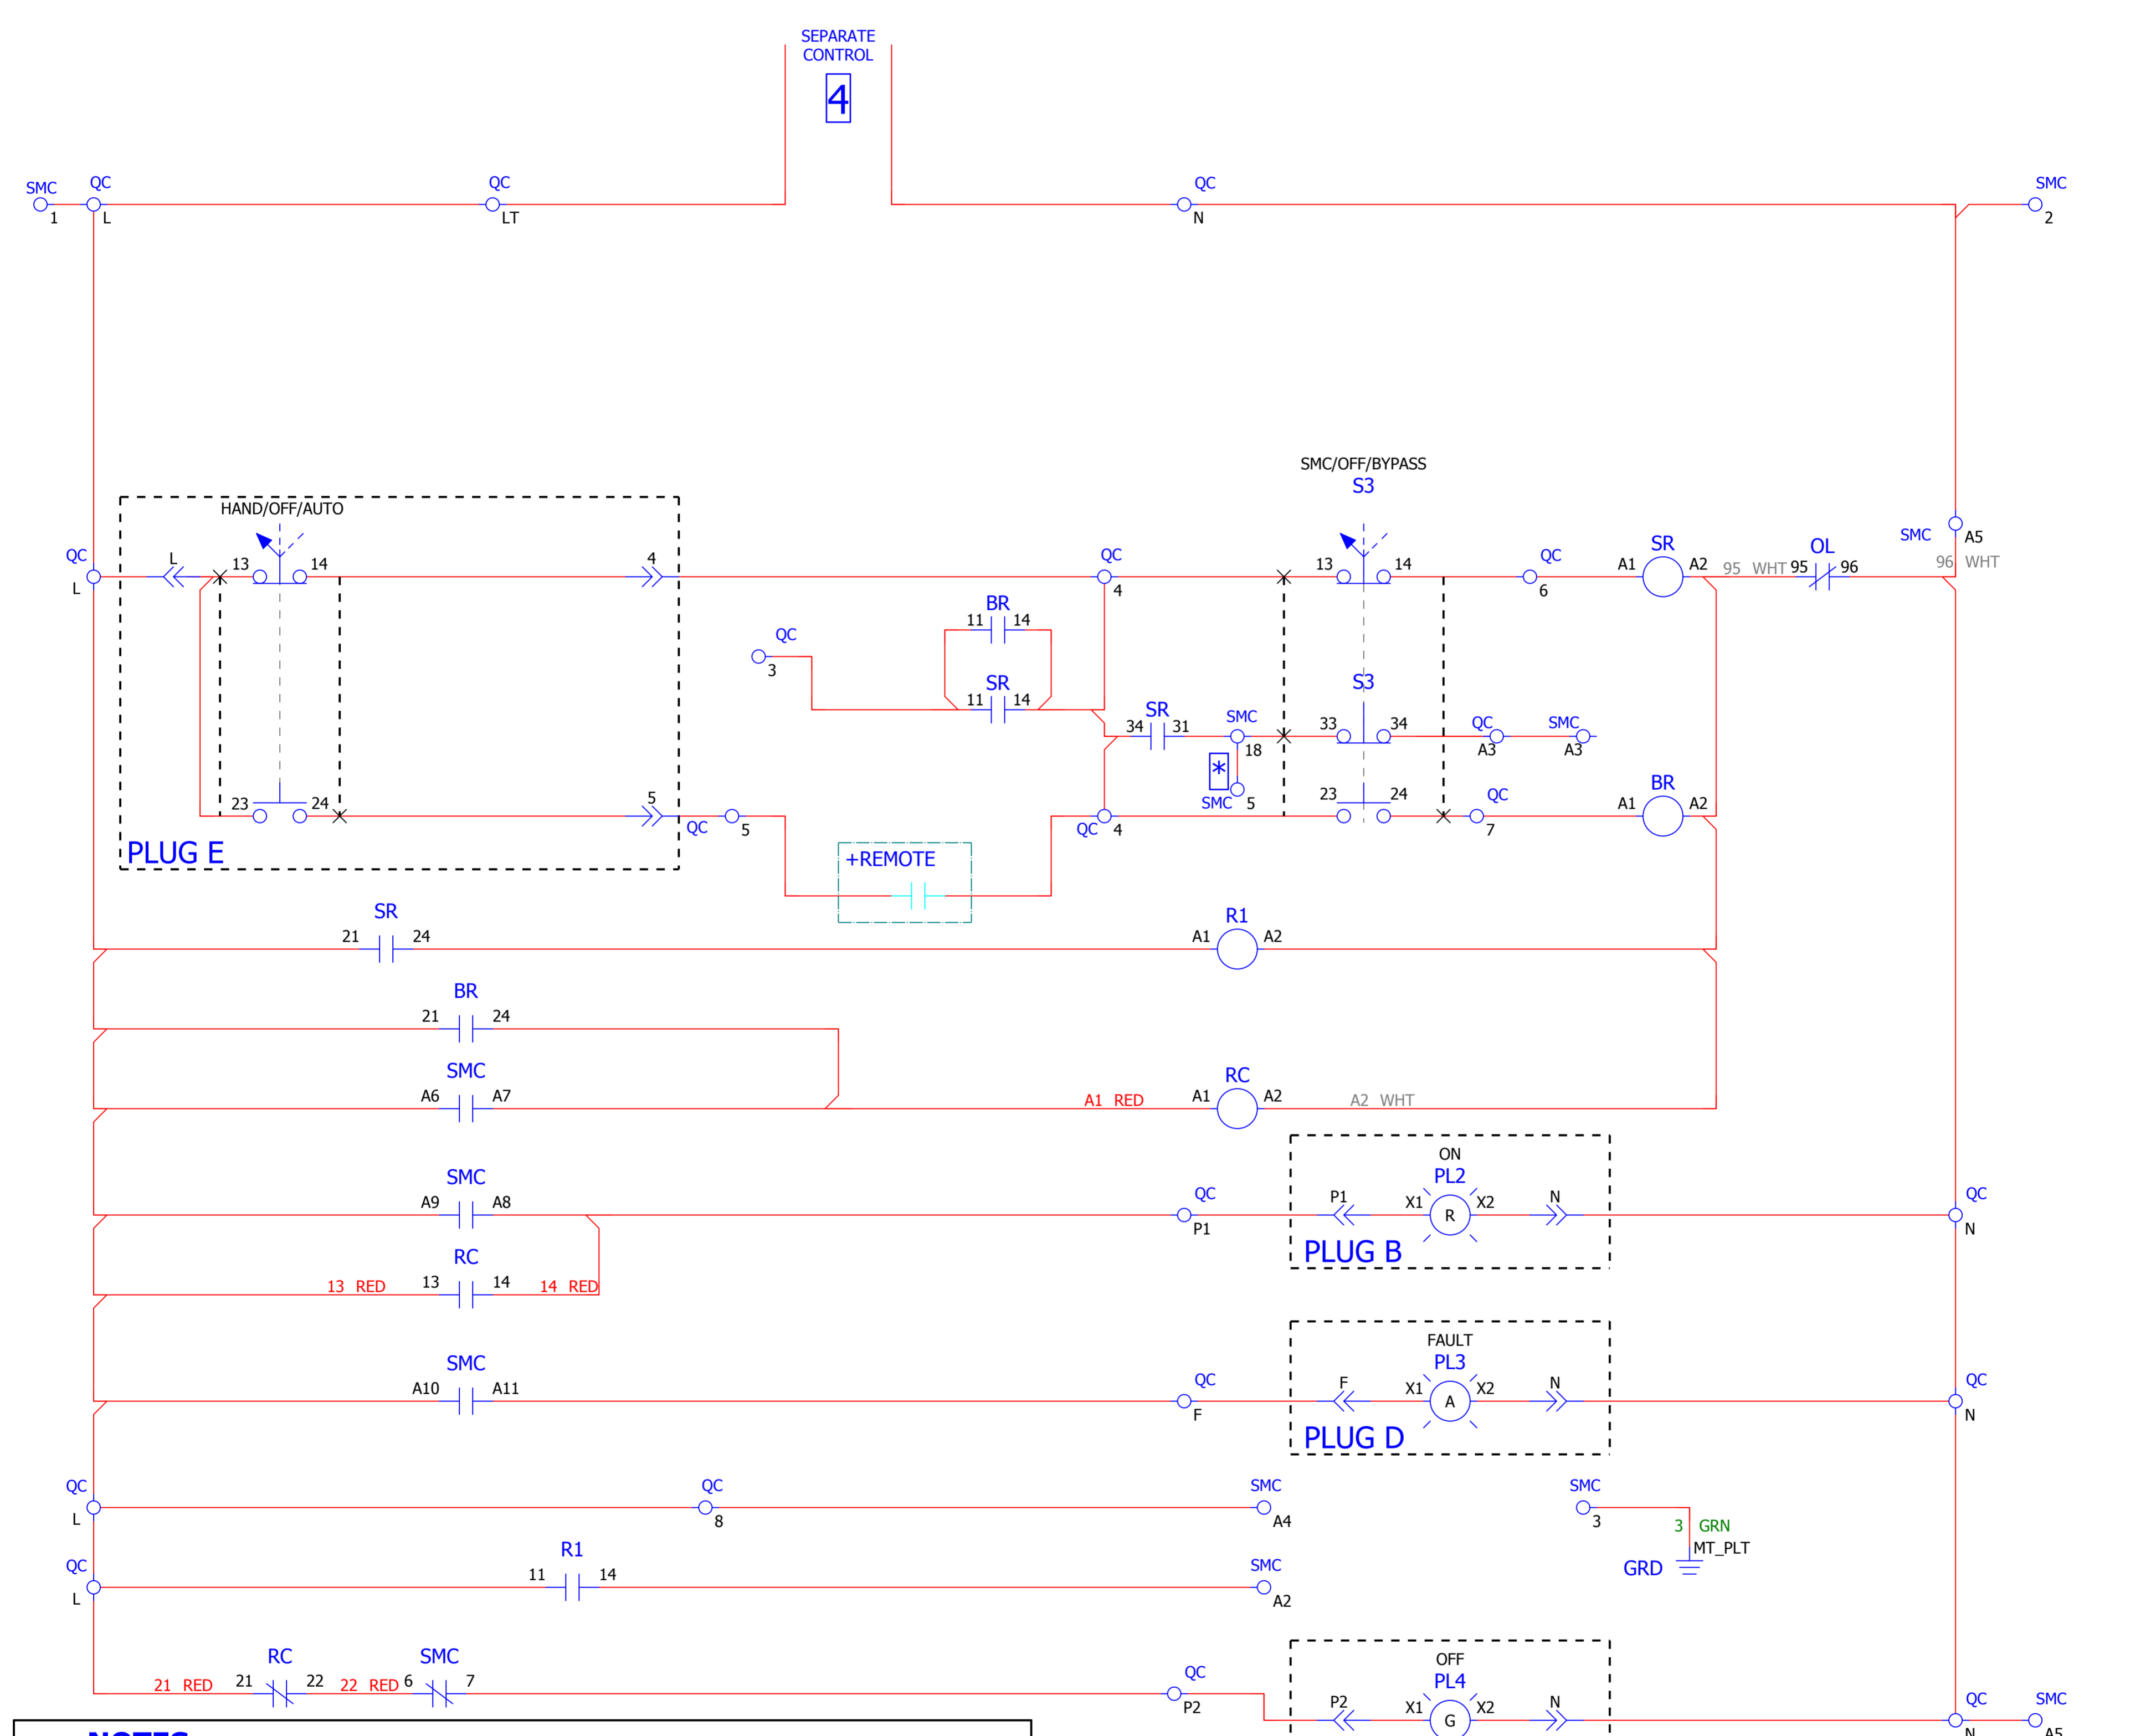 SEPARATE
CONTROL
4
SMC QC QC QC SMC
1 L LT N 2
SMC/OFF/BYPASS
S3
HAND/OFF/AUTO
SMC A5
QC L 13 14 4 QC 13 14 QC SR OL 96 WHT
L 4 6 A1 A2 95 WHT 95 96
BR
11 14
QC
3
SR S3
11 14
SR SMC 33 34 QC SMC
34 31 18 A3 A3
*
SMC 5
BR
23 24 5 QC 5 QC 4 23 24 QC 7 A1 A2
PLUG E
+REMOTE
SR R1
21 24 A1 A2
BR
21 24
SMC RC
A6 A7 A1 RED A1 A2 A2 WHT
ON
SMC QC PL2 QC
A9 A8 P1 P1 X1 R X2 N N
PLUG B
RC
13 RED 13 14 14 RED
FAULT
SMC QC PL3 QC
A10 A11 F F X1 A X2 N N
PLUG D
QC QC SMC SMC
L 8 A4 3
3 GRN
MT_PLT
GRD
QC R1 SMC
L 11 14 A2
OFF
RC SMC QC PL4 QC SMC
21 RED 21 22 22 RED 6 7 P2 P2 X1 G X2 N N A5
NOTES